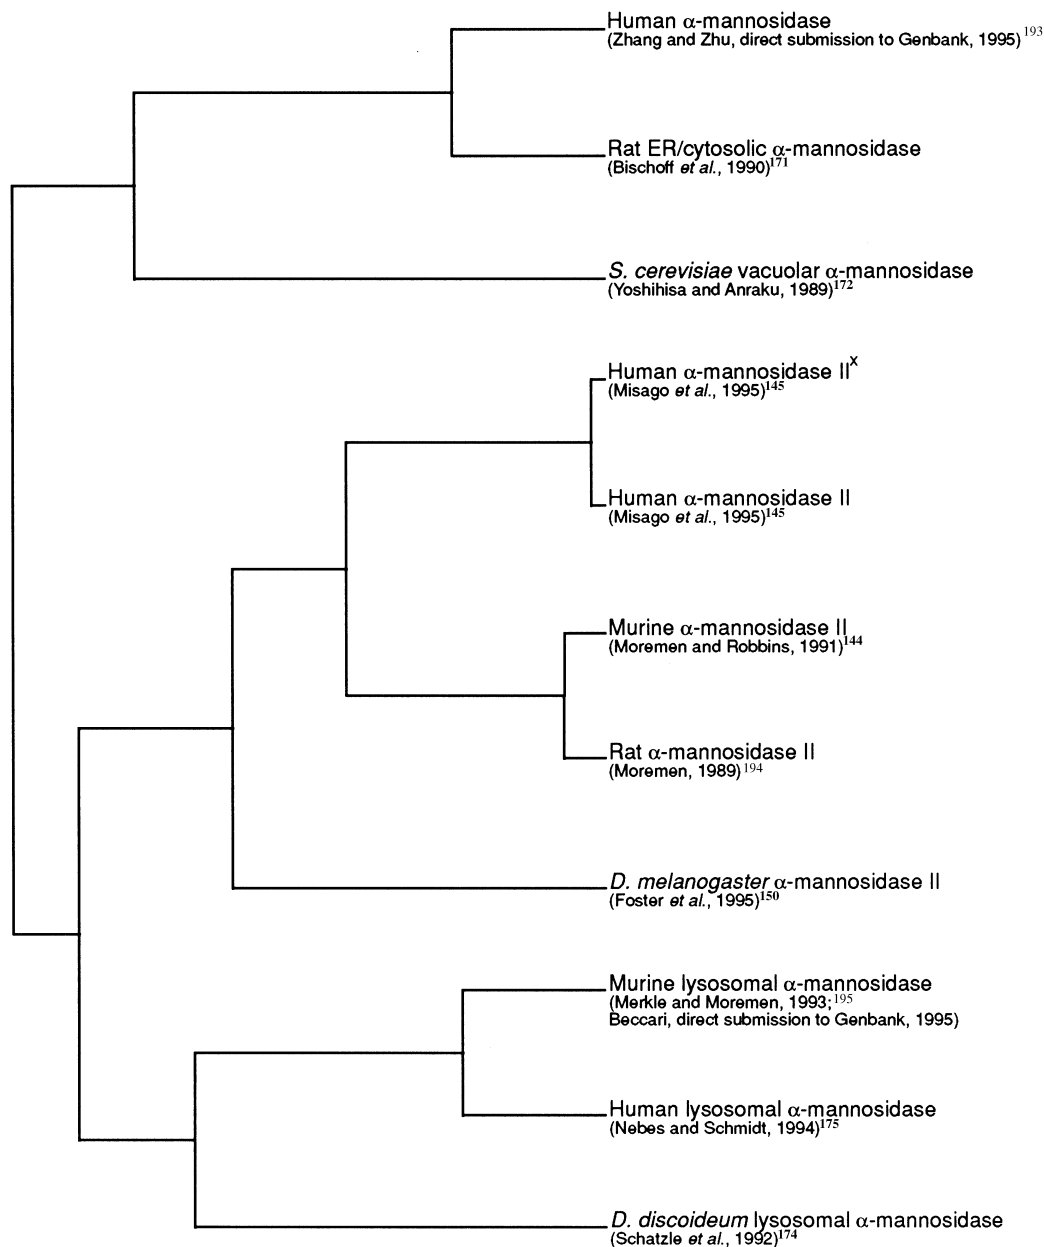 Human α-mannosidase
(Zhang and Zhu, direct submission to Genbank, 1995)193
Rat ER/cytosolic α-mannosidase
(Bischoff et al., 1990)171
S. cerevisiae vacuolar α-mannosidase
(Yoshihisa and Anraku, 1989)172
Human α-mannosidase IIx
(Misago et al., 1995)145
Human α-mannosidase II
(Misago et al., 1995)145
Murine α-mannosidase II
(Moremen and Robbins, 1991)144
Rat α-mannosidase II
(Moremen, 1989)194
D. melanogaster α-mannosidase II
(Foster et al., 1995)150
Murine lysosomal α-mannosidase
(Merkle and Moremen, 1993;195
Beccari, direct submission to Genbank, 1995)
Human lysosomal α-mannosidase
(Nebes and Schmidt, 1994)175
D. discoideum lysosomal α-mannosidase
(Schatzle et al., 1992)174